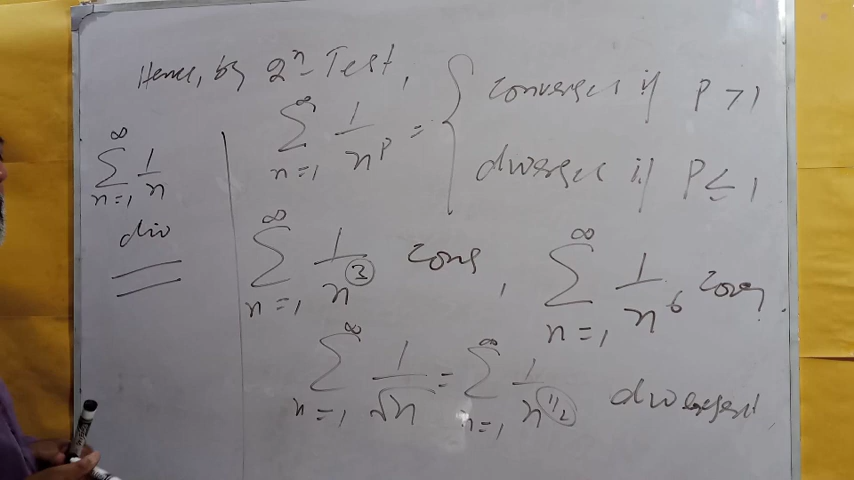 Hence, by 2^n - Test,
∑_{n=1}^{∞} 1/n^p = { converges if p > 1
diverges if p ≤ 1
∑_{n=1}^{∞} 1/n
div
∑_{n=1}^{∞} 1/n^3 conv, ∑_{n=1}^{∞} 1/n^6 conv.
∑_{n=1}^{∞} 1/√n = ∑_{n=1}^{∞} 1/n^{1/2} divergent,